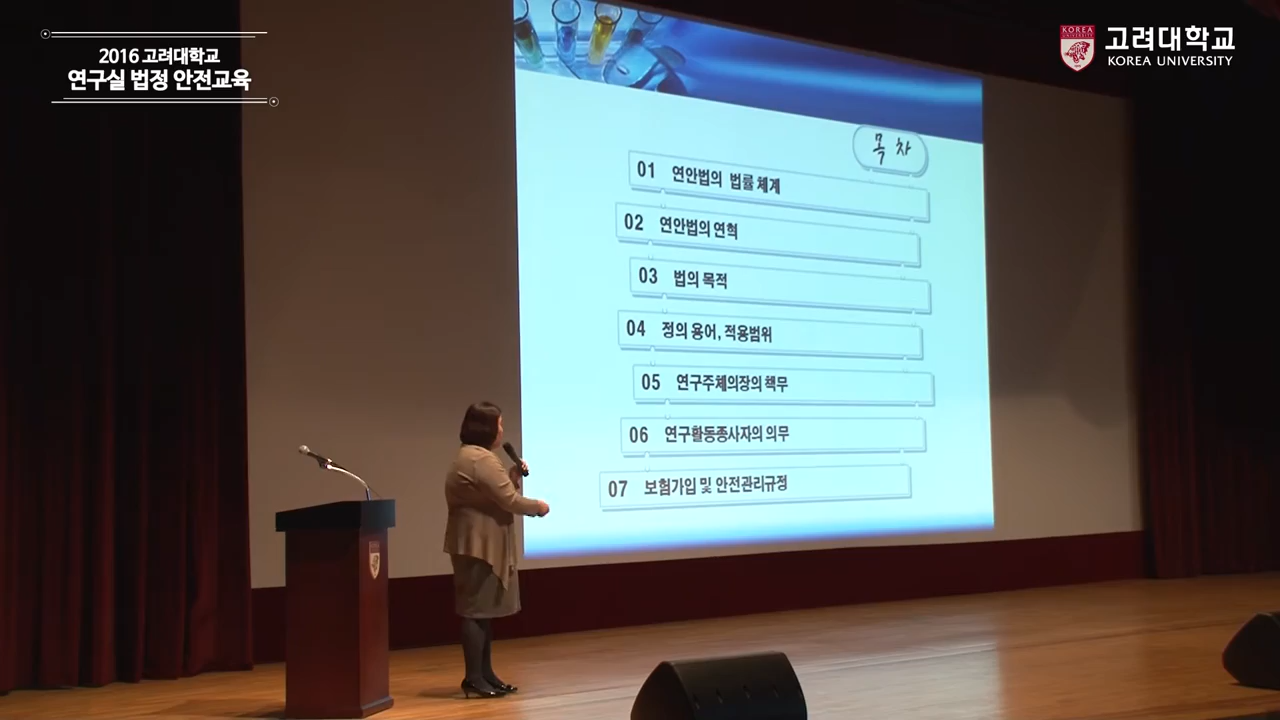 2016 고려대학교
연구실 법정 안전교육
KOREA
UNIVERSITY
고려대학교
KOREA UNIVERSITY
목 차
01 연안법의 법률 체계
02 연안법의 연혁
03 법의 목적
04 정의 용어, 적용범위
05 연구주체의장의 책무
06 연구활동종사자의 의무
07 보험가입 및 안전관리규정